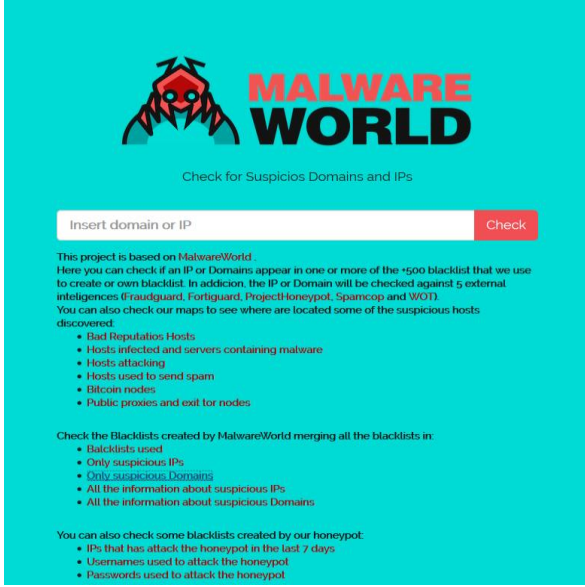 MALWARE
WORLD
Check for Suspicios Domains and IPs
Insert domain or IP
Check
This project is based on MalwareWorld .
Here you can check if an IP or Domains appear in one or more of the +500 blacklist that we use
to create or own blacklist. In addicion, the IP or Domain will be checked against 5 external
inteligences (Fraudguard, Fortiguard, ProjectHoneypot, Spamcop and WOT).
You can also check our maps to see where are located some of the suspicious hosts
discovered:
• Bad Reputatios Hosts
• Hosts infected and servers containing malware
• Hosts attacking
• Hosts used to send spam
• Bitcoin nodes
• Public proxies and exit tor nodes
Check the Blacklists created by MalwareWorld merging all the blacklists in:
• Balcklists used
• Only suspicious IPs
• Only suspicious Domains
• All the information about suspicious IPs
• All the information about suspicious Domains
You can also check some blacklists created by our honeypot:
• IPs that has attack the honeypot in the last 7 days
• Usernames used to attack the honeypot
• Passwords used to attack the honeypot